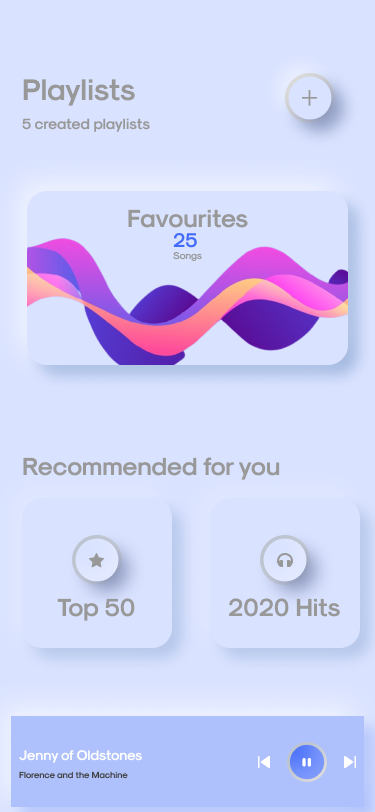 Playlists
5 created playlists
Favourites
25
Songs
Recommended for you
Top 50
2020 Hits
Jenny of Oldstones
Florence and the Machine